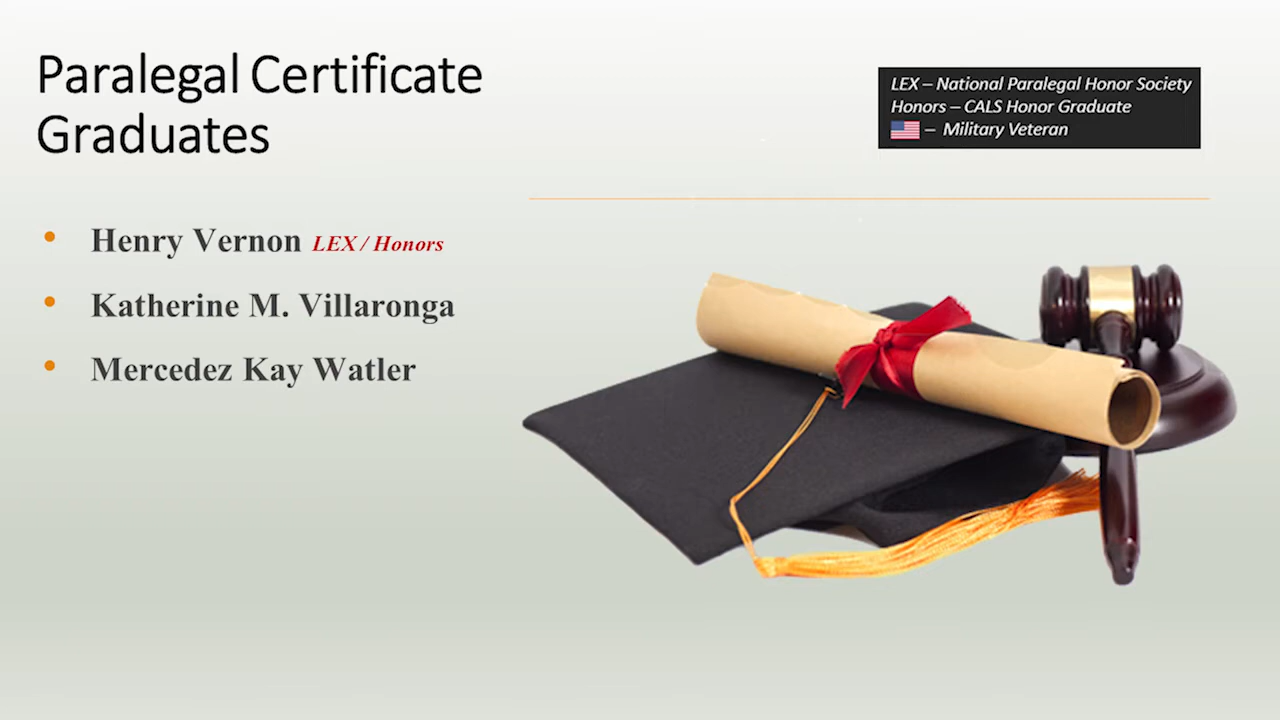 Paralegal Certificate
Graduates
LEX – National Paralegal Honor Society
Honors – CALS Honor Graduate
– Military Veteran
• Henry Vernon LEX / Honors
• Katherine M. Villaronga
• Mercedez Kay Watler